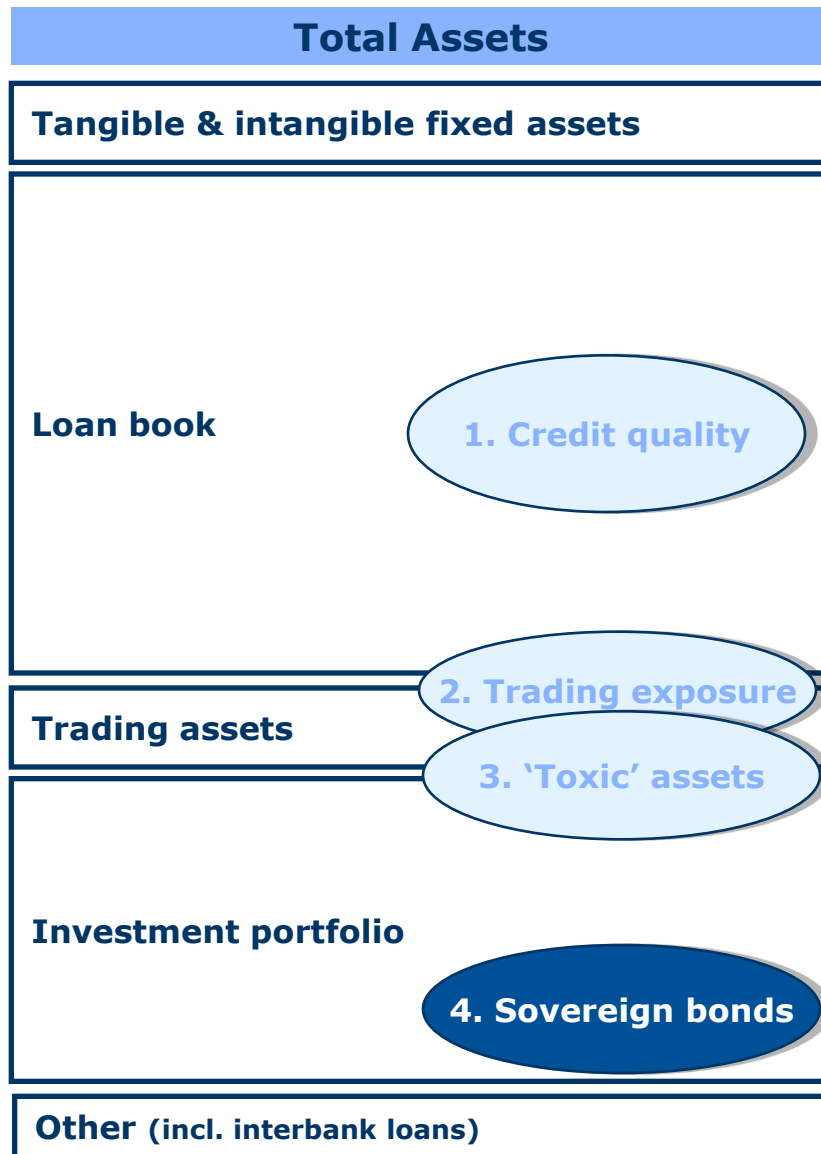 Total Assets
Tangible & intangible fixed assets
Loan book
1. Credit quality
2. Trading exposure
Trading assets
3. ‘Toxic’ assets
Investment portfolio
4. Sovereign bonds
Other (incl. interbank loans)